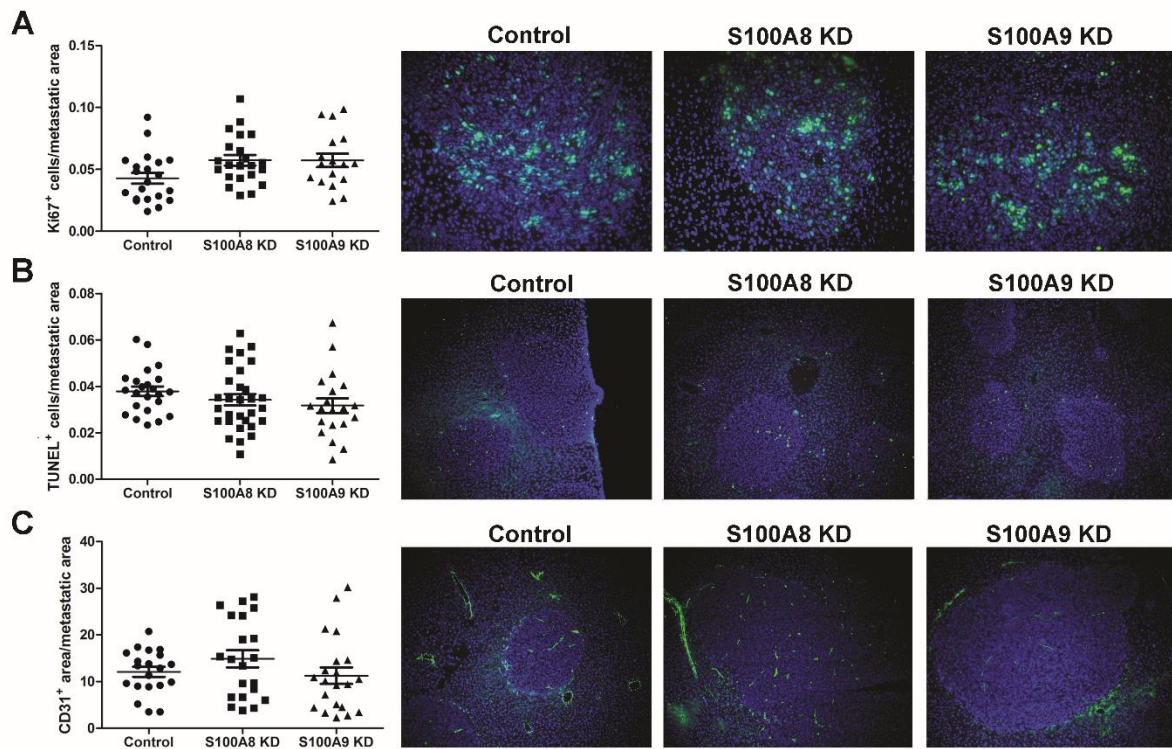 A
Ki67+ cells/metastatic area
0.15
0.10
0.05
0.00
Control S100A8 KD S100A9 KD
Control S100A8 KD S100A9 KD
B
TUNEL+ cells/metastatic area
0.08
0.06
0.04
0.02
0.00
Control S100A8 KD S100A9 KD
Control S100A8 KD S100A9 KD
C
CD31+ area/metastatic area
40
30
20
10
0
Control S100A8 KD S100A9 KD
Control S100A8 KD S100A9 KD